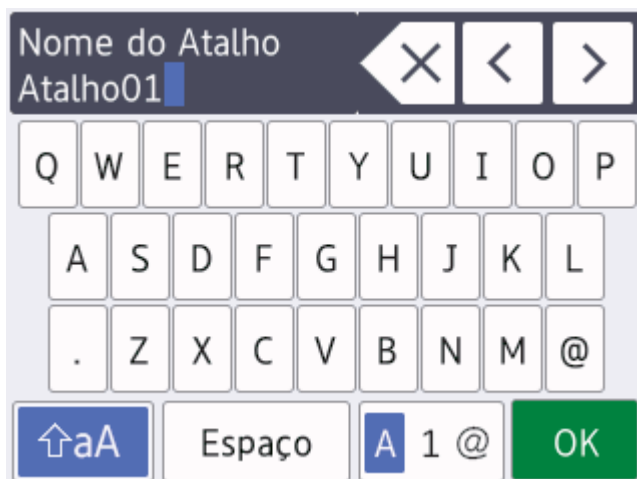 Nome do Atalho
Atalho01
Q W E R T Y U I O P
A S D F G H J K L
. Z X C V B N M @
aA Espaço A 1 @ OK